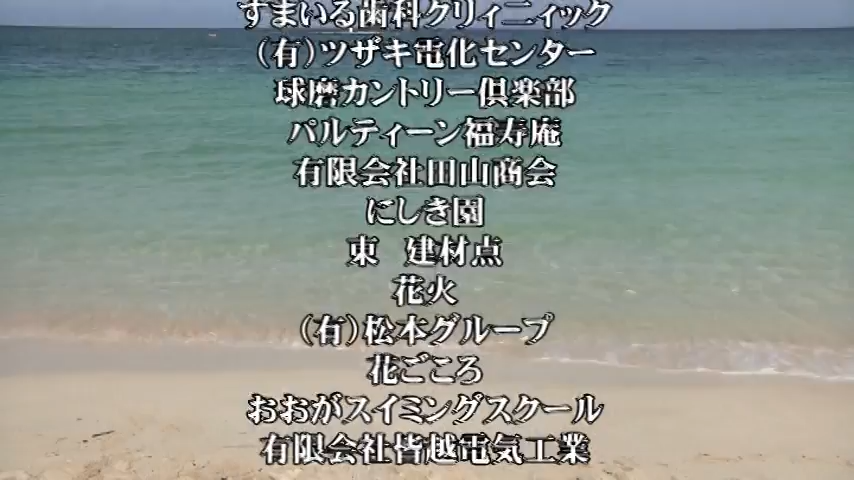 すまいる歯科クリィニィック
（有）ツザキ電化センター
球磨カントリー倶楽部
パルティーン福寿庵
有限会社田山商会
にしき園
東　建材点
花火
（有）松本グループ
花ごころ
おおがスイミングスクール
有限会社皆越電気工業